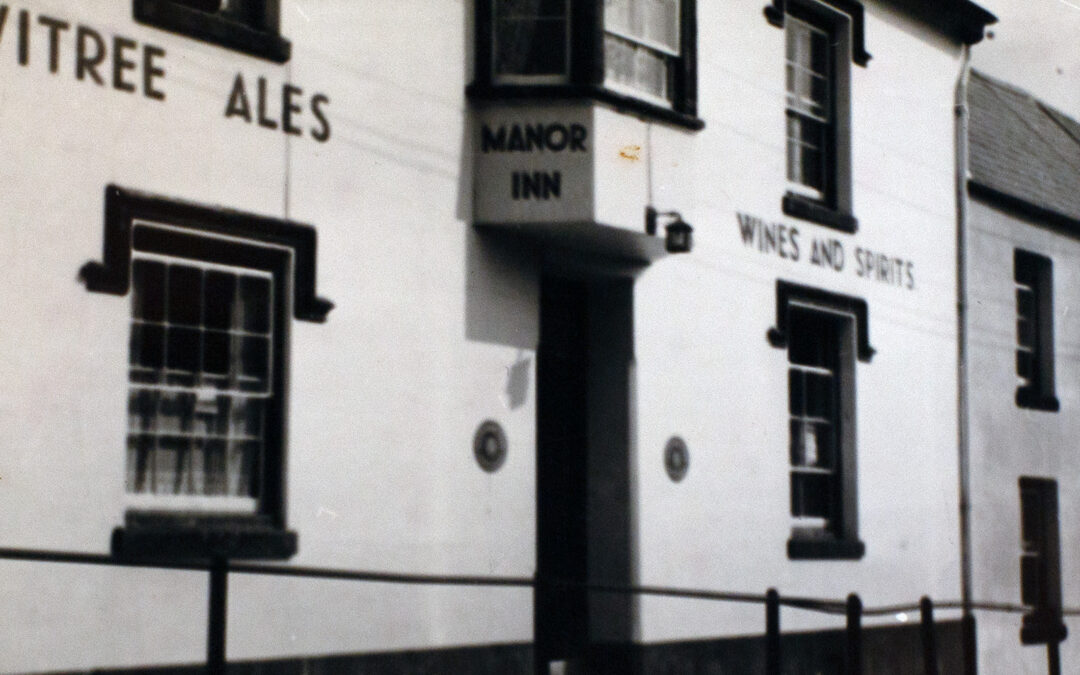 VITREE ALES
MANOR
INN
WINES AND SPIRITS